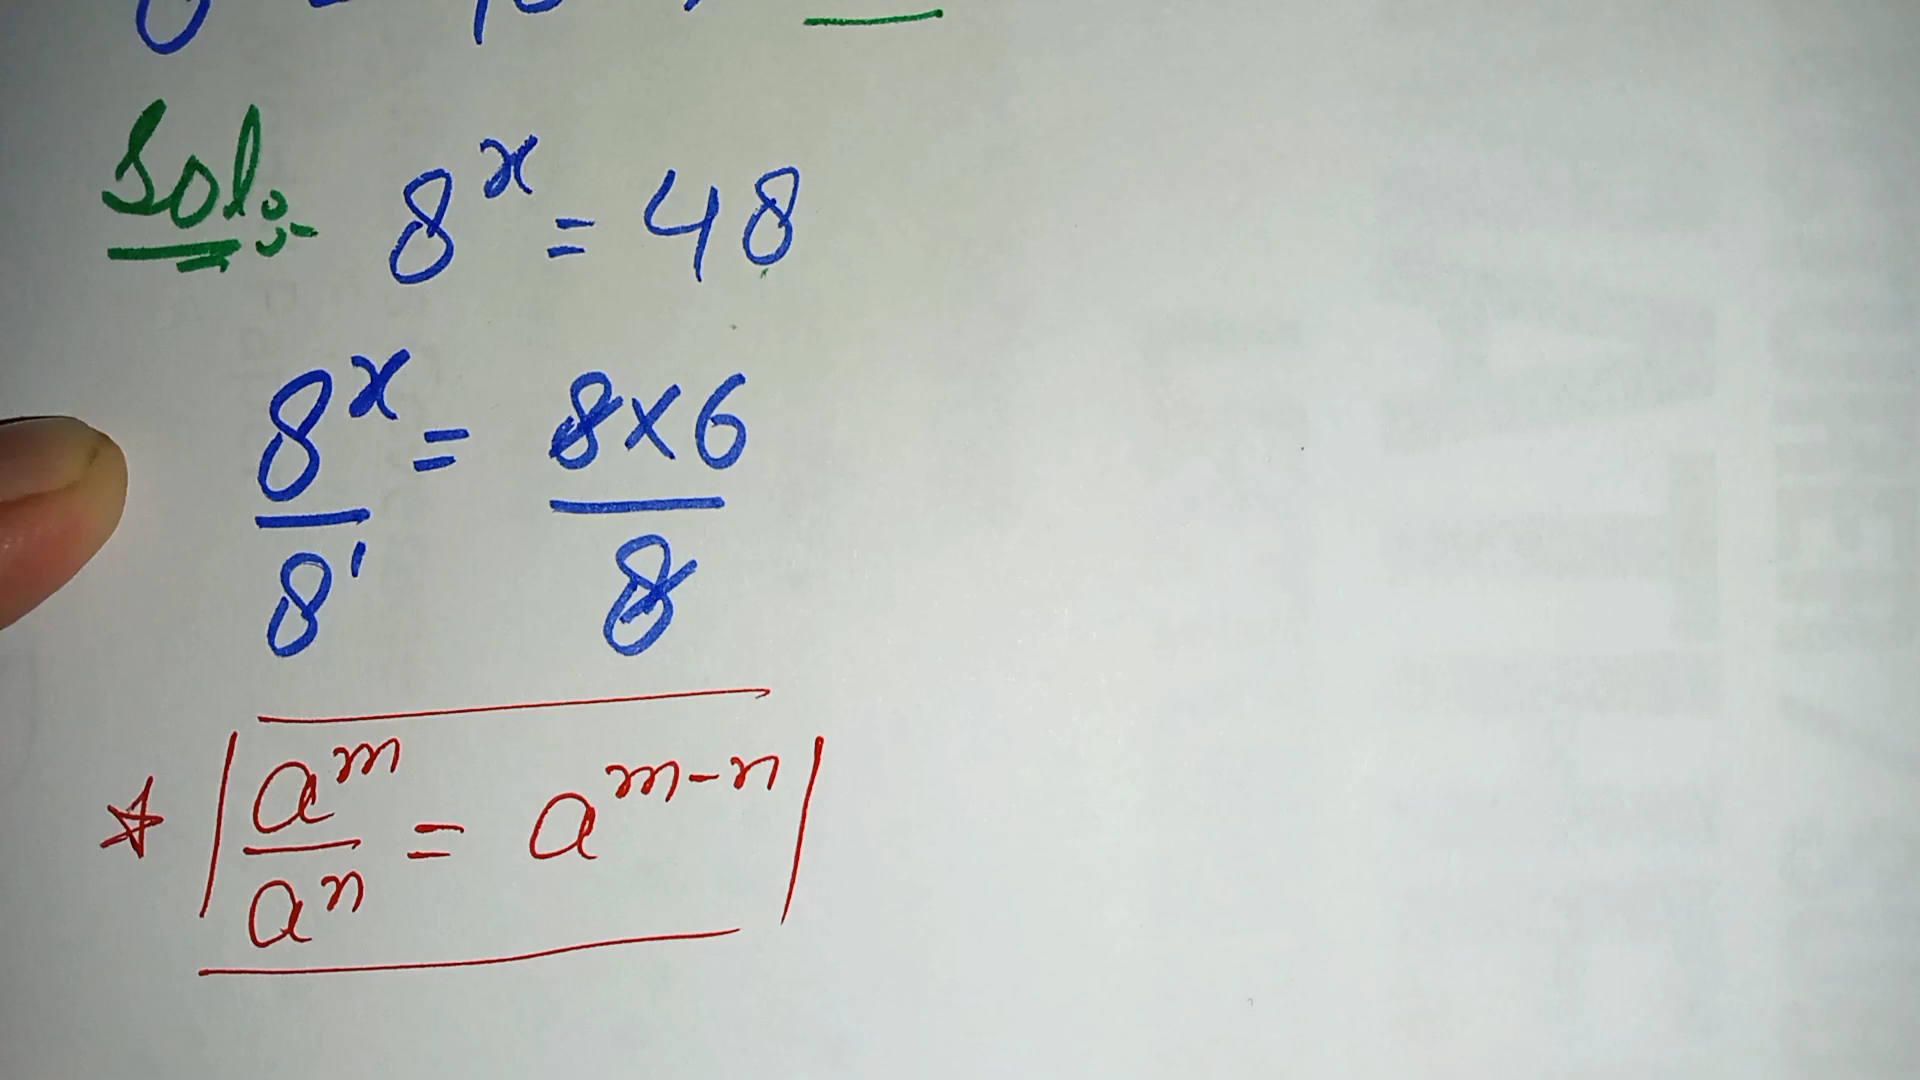 Sol:- 8^x = 48
8^x/8^1 = 8×6/8
* |a^m/a^n = a^(m-n)|